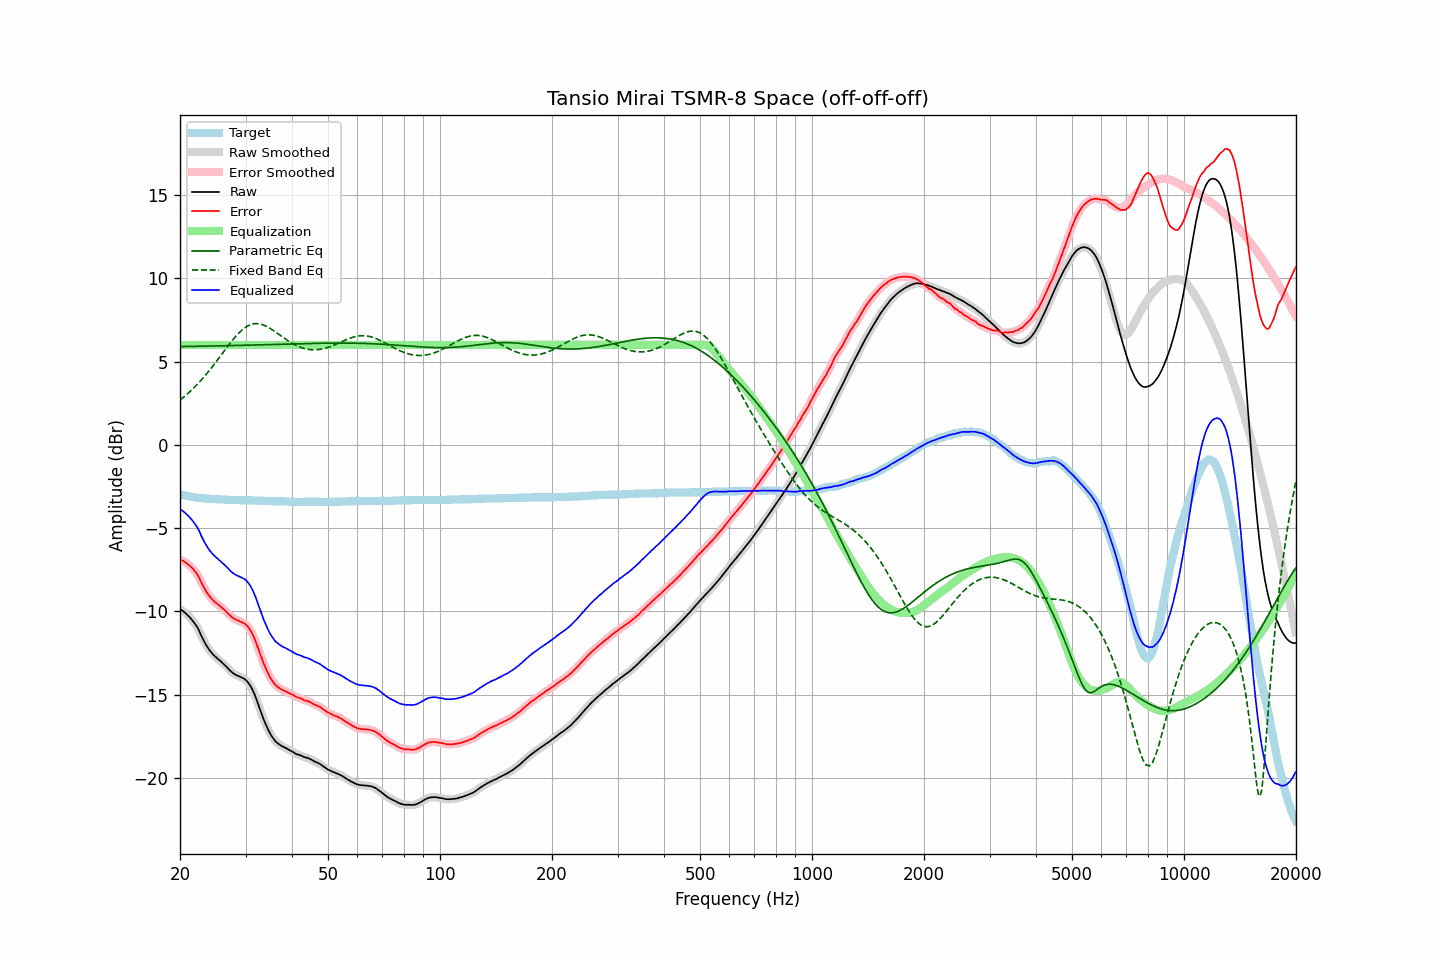 Tansio Mirai TSMR-8 Space (off-off-off)
Target
Raw Smoothed
Error Smoothed
Raw
Error
Equalization
Parametric Eq
Fixed Band Eq
Equalized
15
10
5
0
−5
−10
−15
−20
Amplitude (dBr)
20 50 100 200 500 1000 2000 5000 10000 20000
Frequency (Hz)